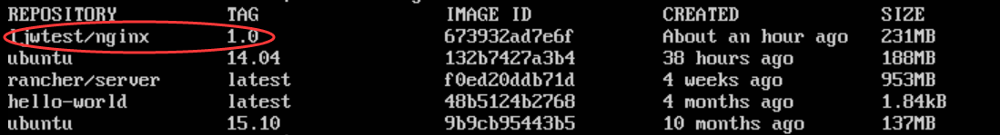 REPOSITORY TAG IMAGE ID CREATED SIZE
ljwtest/nginx 1.0 673932ad7e6f About an hour ago 231MB
ubuntu 14.04 132b7427a3b4 38 hours ago 188MB
rancher/server latest f0ed20ddb71d 4 weeks ago 953MB
hello-world latest 48b5124b2768 4 months ago 1.84kB
ubuntu 15.10 9b9cb95443b5 10 months ago 137MB